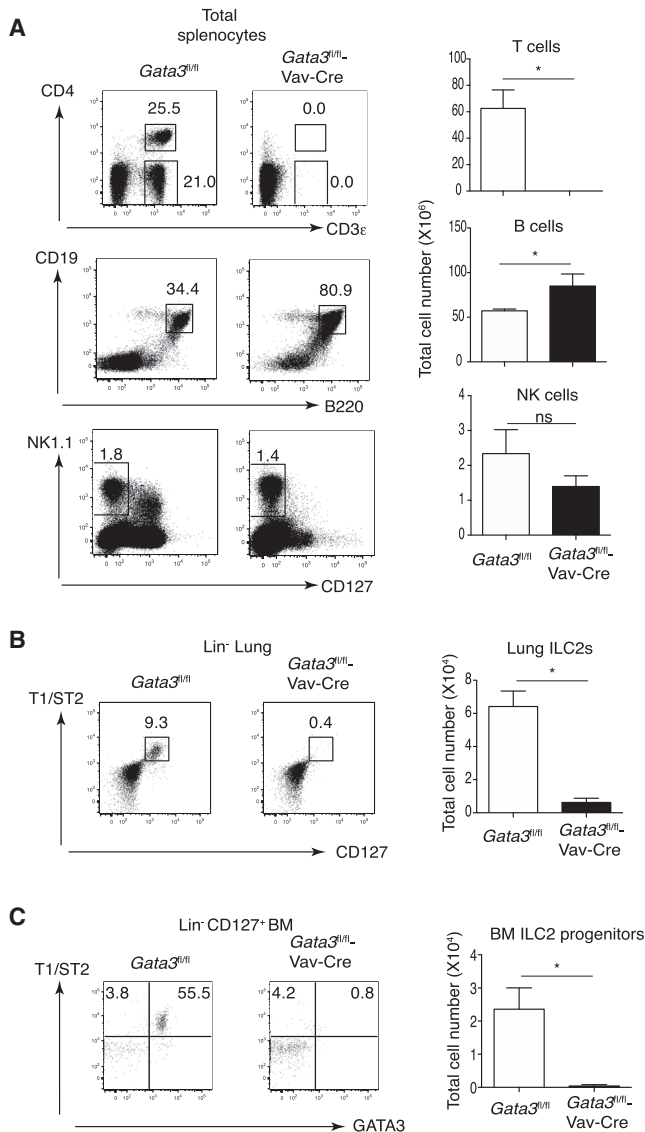 A
Total
splenocytes
Gata3fl/fl
Gata3fl/fl-
Vav-Cre
CD4
25.5
21.0
0.0
0.0
CD3ε
CD19
34.4
80.9
B220
NK1.1
1.8
1.4
CD127
T cells
*
100
80
60
40
20
0
Total cell number (X10⁶)
B cells
*
150
100
50
0
NK cells
ns
4
3
2
1
0
Gata3fl/fl
Gata3fl/fl-
Vav-Cre
B
Lin- Lung
Gata3fl/fl
Gata3fl/fl-
Vav-Cre
T1/ST2
9.3
0.4
CD127
Lung ILC2s
*
Total cell number (X10⁴)
8
6
4
2
0
Gata3fl/fl
Gata3fl/fl-
Vav-Cre
C
Lin- CD127+ BM
Gata3fl/fl
Gata3fl/fl-
Vav-Cre
T1/ST2
3.8
55.5
4.2
0.8
GATA3
BM ILC2 progenitors
*
Total cell number (X10⁴)
4
3
2
1
0
Gata3fl/fl
Gata3fl/fl-
Vav-Cre